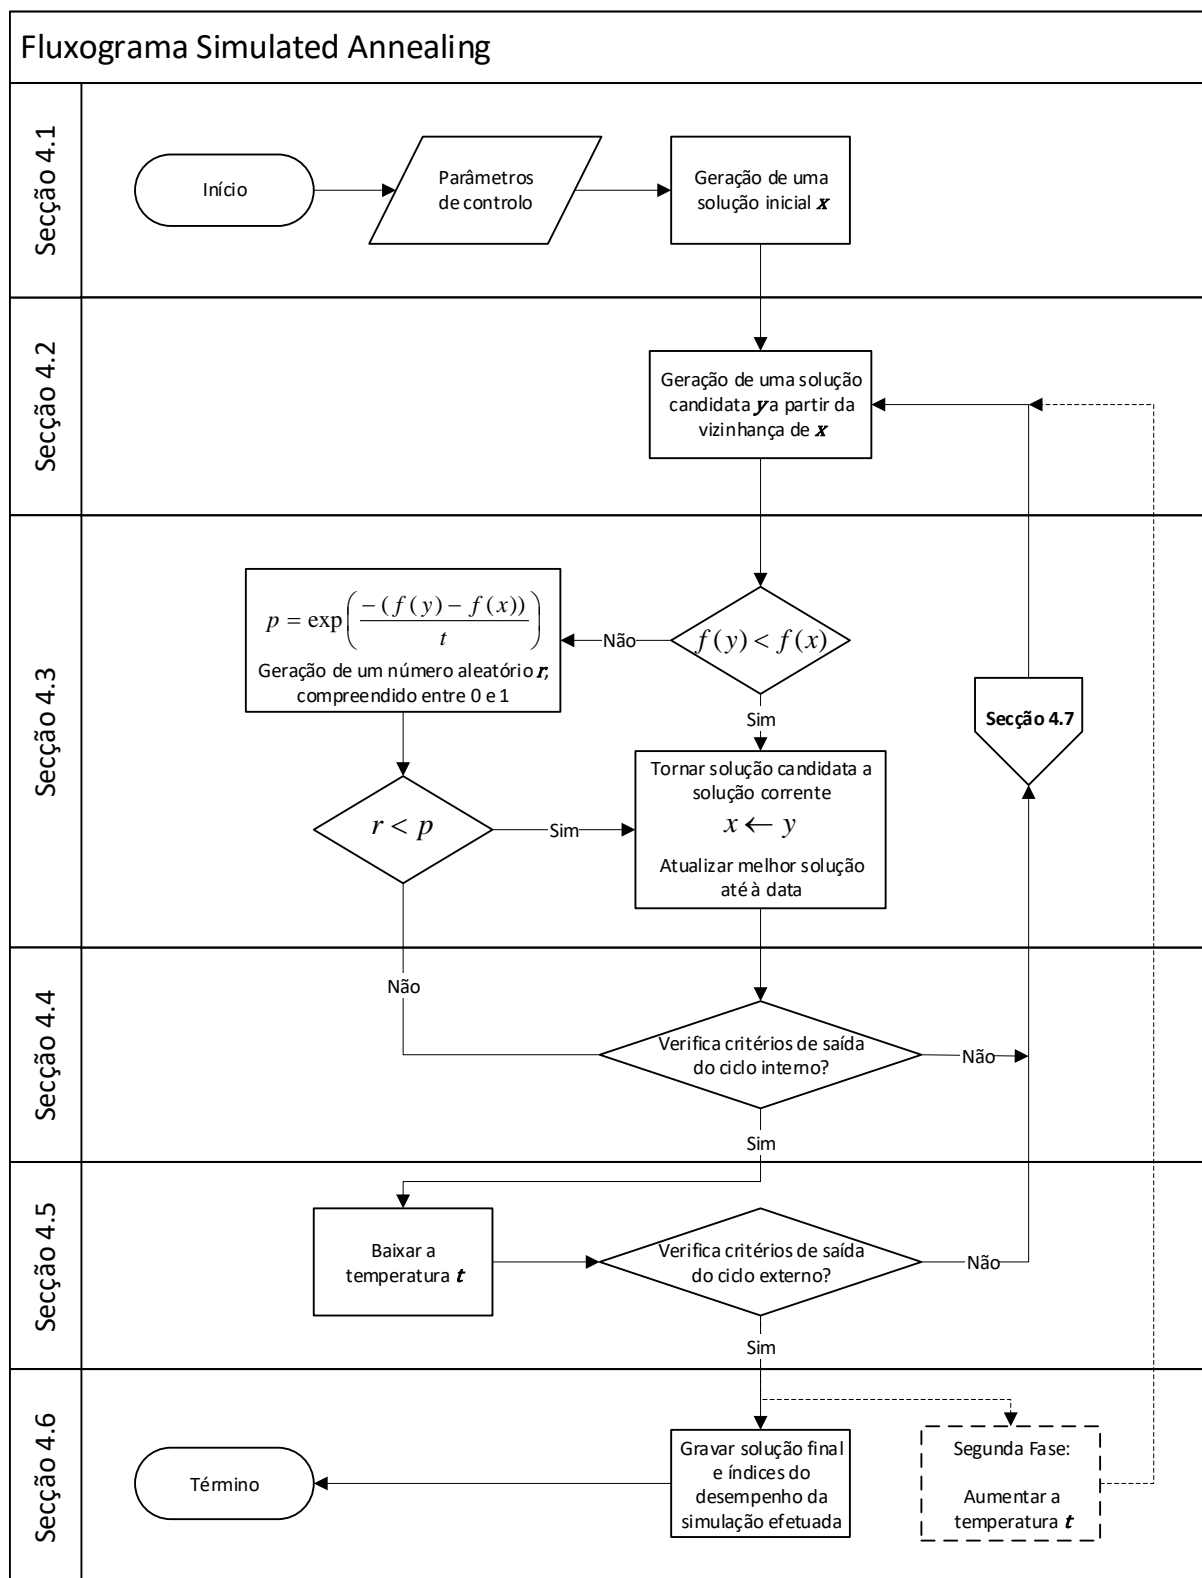 Fluxograma Simulated Annealing
Secção 4.1
Início
Parâmetros
de controlo
Geração de uma
solução inicial x
Secção 4.2
Geração de uma solução
candidata y a partir da
vizinhança de x
Secção 4.3
p = exp( -(f(y) - f(x)) / t )
Geração de um número aleatório r,
compreendido entre 0 e 1
Não
f(y) < f(x)
Sim
Secção 4.7
Tornar solução candidata a
solução corrente
x ← y
Atualizar melhor solução
até à data
r < p
Sim
Secção 4.4
Não
Verifica critérios de saída
do ciclo interno?
Não
Sim
Secção 4.5
Baixar a
temperatura t
Verifica critérios de saída
do ciclo externo?
Não
Sim
Secção 4.6
Término
Gravar solução final
e índices do
desempenho da
simulação efetuada
Segunda Fase:
Aumentar a
temperatura t